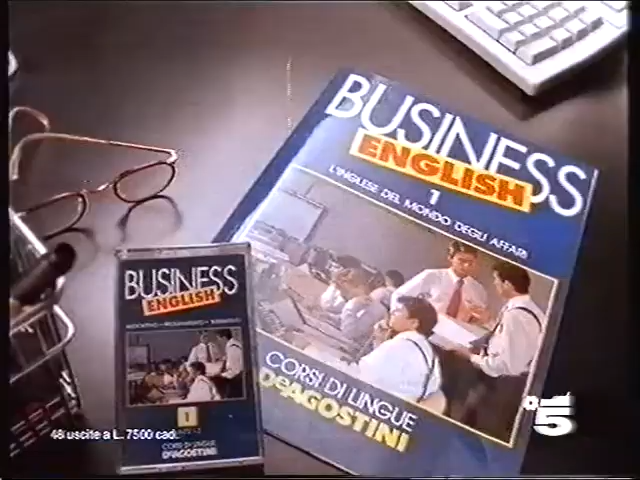 BUSINESS
ENGLISH
1
L'INGLESE DEL MONDO DEGLI AFFARI
CORSI DI LINGUE
DEAGOSTINI
BUSINESS
ENGLISH
1
CORSI DI LINGUE
DEAGOSTINI
48 uscite a L. 7500 cad.
5